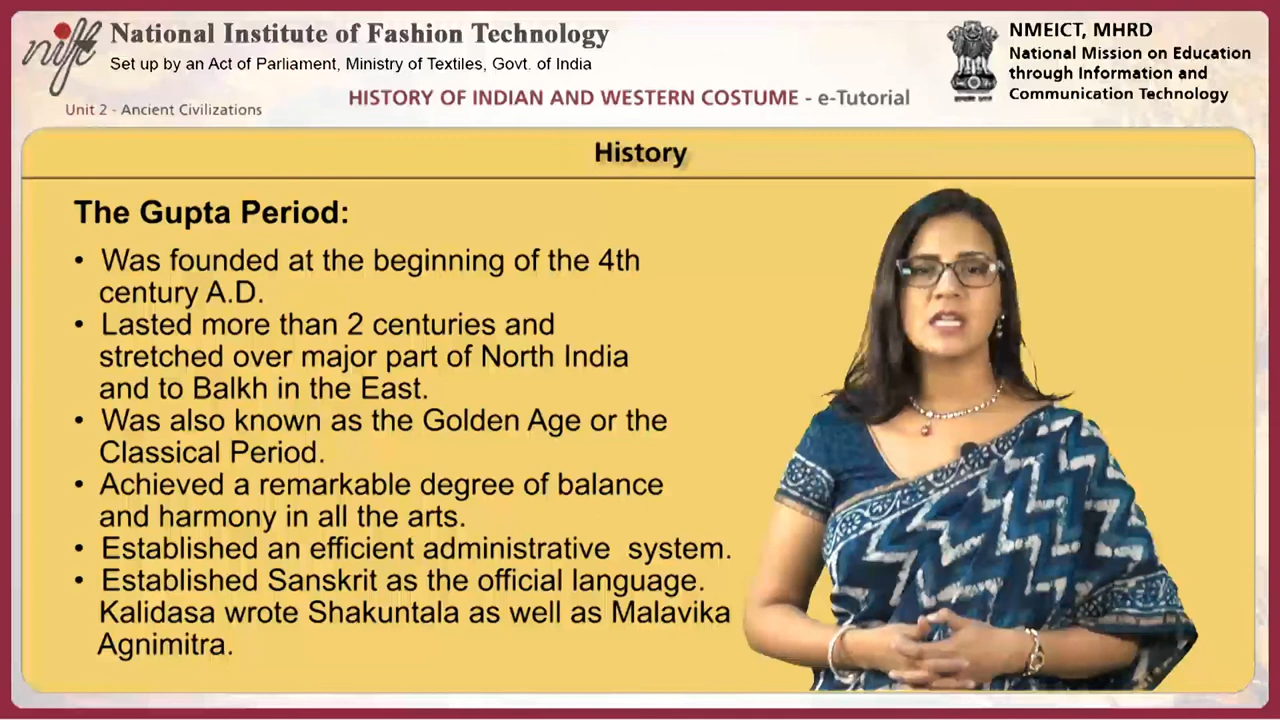 nift
National Institute of Fashion Technology
Set up by an Act of Parliament, Ministry of Textiles, Govt. of India
NMEICT, MHRD
National Mission on Education
through Information and
Communication Technology
Unit 2 - Ancient Civilizations
HISTORY OF INDIAN AND WESTERN COSTUME - e-Tutorial
History
The Gupta Period:
• Was founded at the beginning of the 4th
century A.D.
• Lasted more than 2 centuries and
stretched over major part of North India
and to Balkh in the East.
• Was also known as the Golden Age or the
Classical Period.
• Achieved a remarkable degree of balance
and harmony in all the arts.
• Established an efficient administrative  system.
• Established Sanskrit as the official language.
Kalidasa wrote Shakuntala as well as Malavika
Agnimitra.